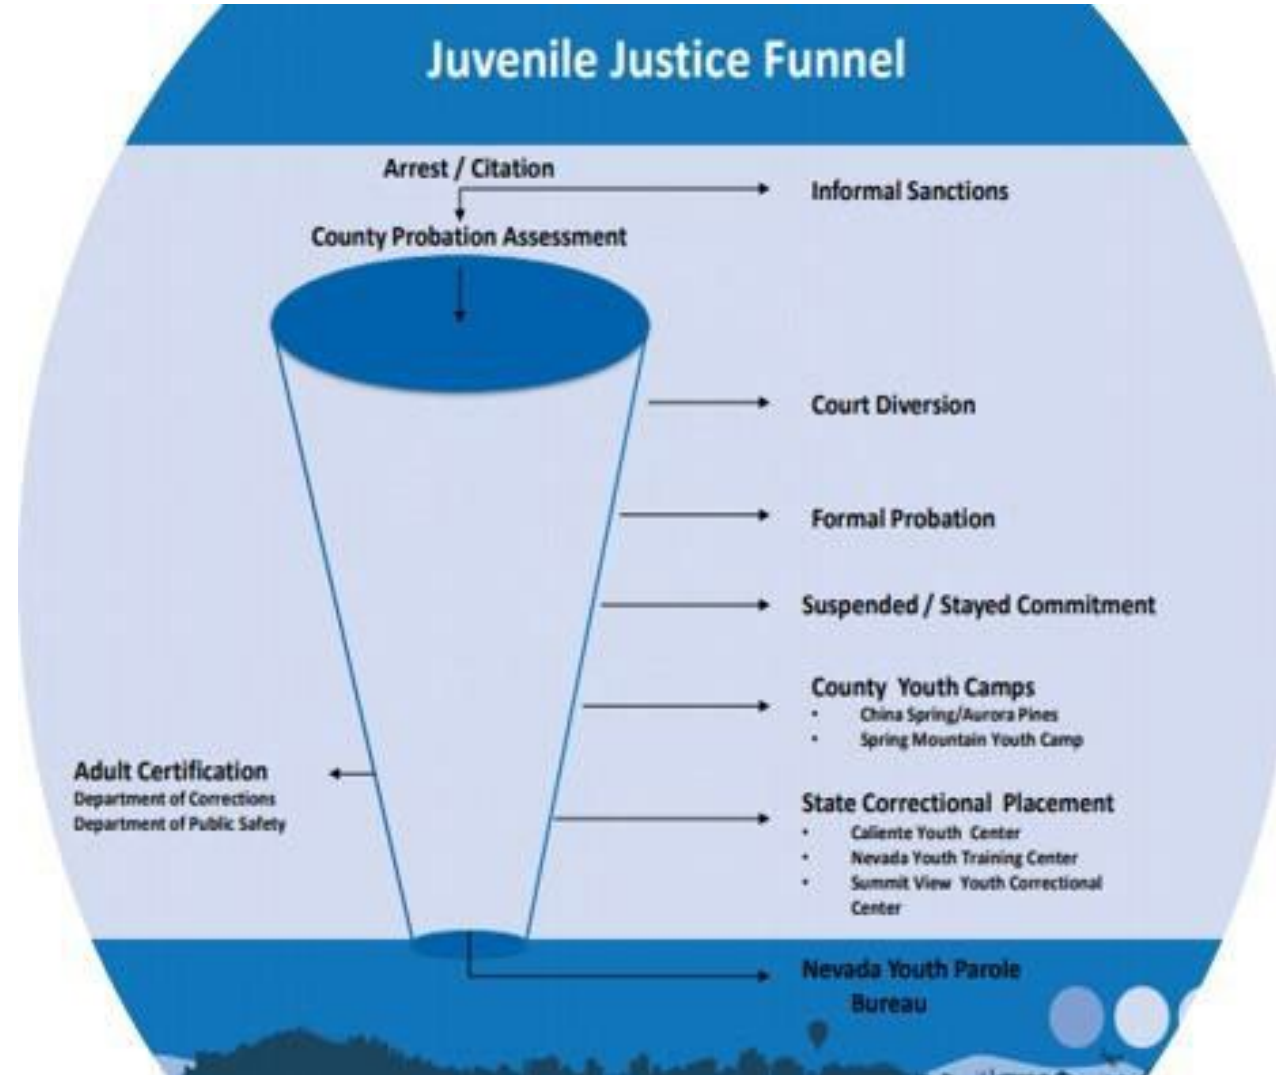 Juvenile Justice Funnel
Arrest / Citation
Informal Sanctions
County Probation Assessment
Court Diversion
Formal Probation
Suspended / Stayed Commitment
County Youth Camps
• China Spring/Aurora Pines
• Spring Mountain Youth Camp
Adult Certification
Department of Corrections
Department of Public Safety
State Correctional Placement
• Caliente Youth Center
• Nevada Youth Training Center
• Summit View Youth Correctional
Center
Nevada Youth Parole
Bureau